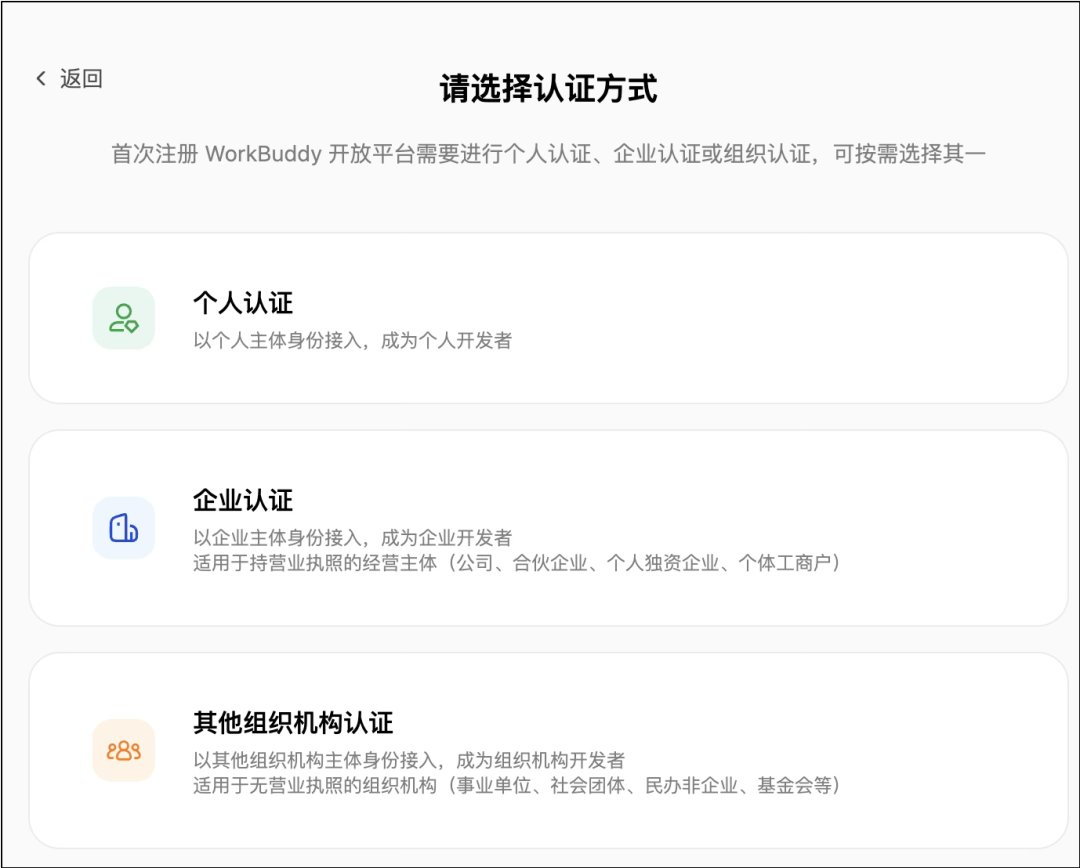 返回
请选择认证方式
首次注册 WorkBuddy 开放平台需要进行个人认证、企业认证或组织认证，可按需选择其一
个人认证
以个人主体身份接入，成为个人开发者
企业认证
以企业主体身份接入，成为企业开发者
适用于持营业执照的经营主体（公司、合伙企业、个人独资企业、个体工商户）
其他组织机构认证
以其他组织机构主体身份接入，成为组织机构开发者
适用于无营业执照的组织机构（事业单位、社会团体、民办非企业、基金会等）